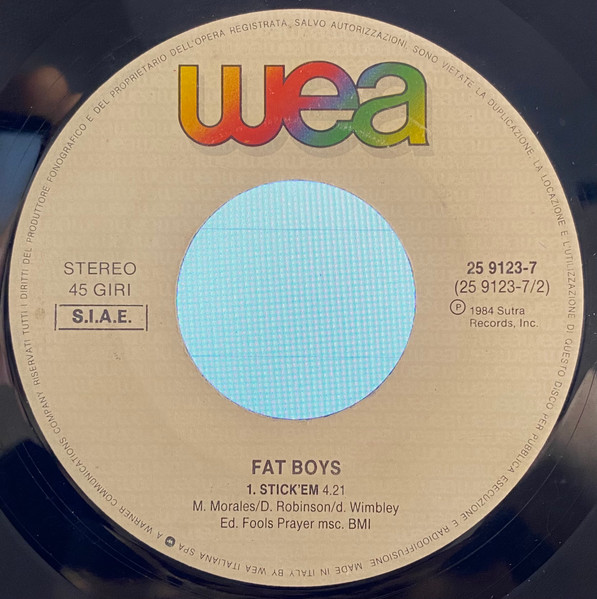 wea
STEREO
45 GIRI
S.I.A.E.
25 9123-7
(25 9123-7/2)
Ⓟ 1984 Sutra
Records, Inc.
FAT BOYS
1. STICK'EM 4.21
M. Morales/D. Robinson/d. Wimbley
Ed. Fools Prayer msc. BMI
TUTTI I DIRITTI DEL PRODUTTORE FONOGRAFICO E DEL PROPRIETARIO DELL'OPERA REGISTRATA, SALVO AUTORIZZAZIONI, SONO VIETATE LA DUPLICAZIONE, LA LOCAZIONE E L'UTILIZZAZIONE DI QUESTO DISCO PER PUBBLICA ESECUZIONE E RADIODIFFUSIONE. MADE IN ITALY BY WEA ITALIANA SPA A WARNER COMMUNICATIONS COMPANY RISERVATI